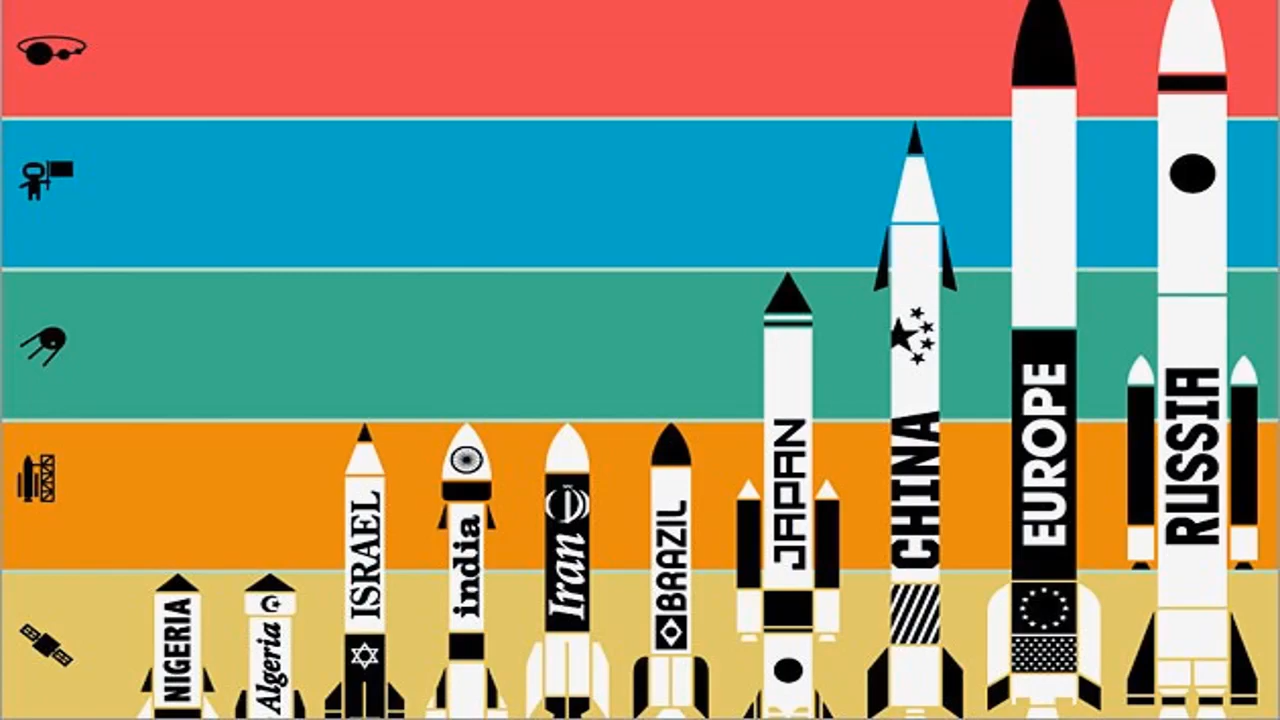 NIGERIA
Algeria
ISRAEL
india
Iran
BRAZIL
JAPAN
CHINA
EUROPE
RUSSIA